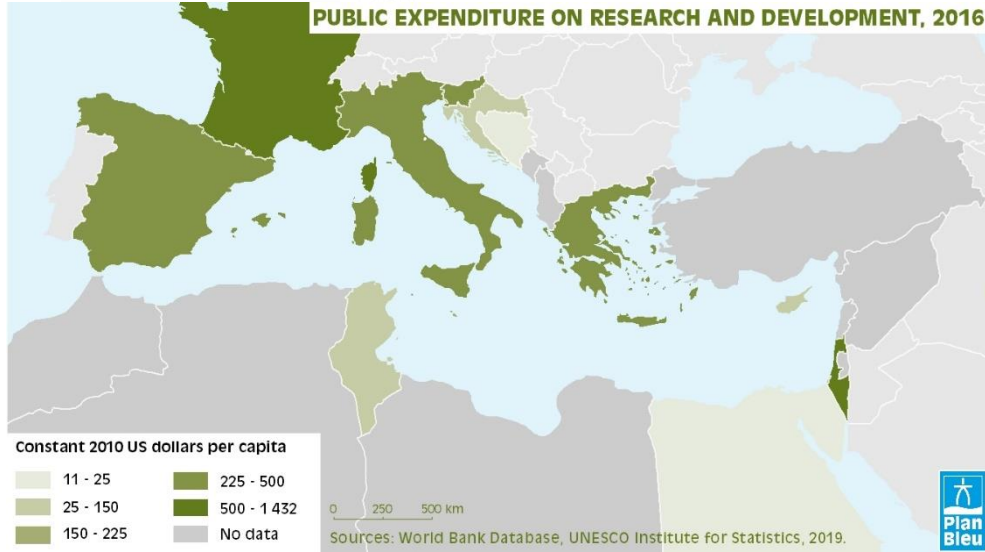 PUBLIC EXPENDITURE ON RESEARCH AND DEVELOPMENT, 2016
Constant 2010 US dollars per capita
11 - 25
25 - 150
150 - 225
225 - 500
500 - 1 432
No data
0 250 500 km
Sources: World Bank Database, UNESCO Institute for Statistics, 2019.
Plan
Bleu